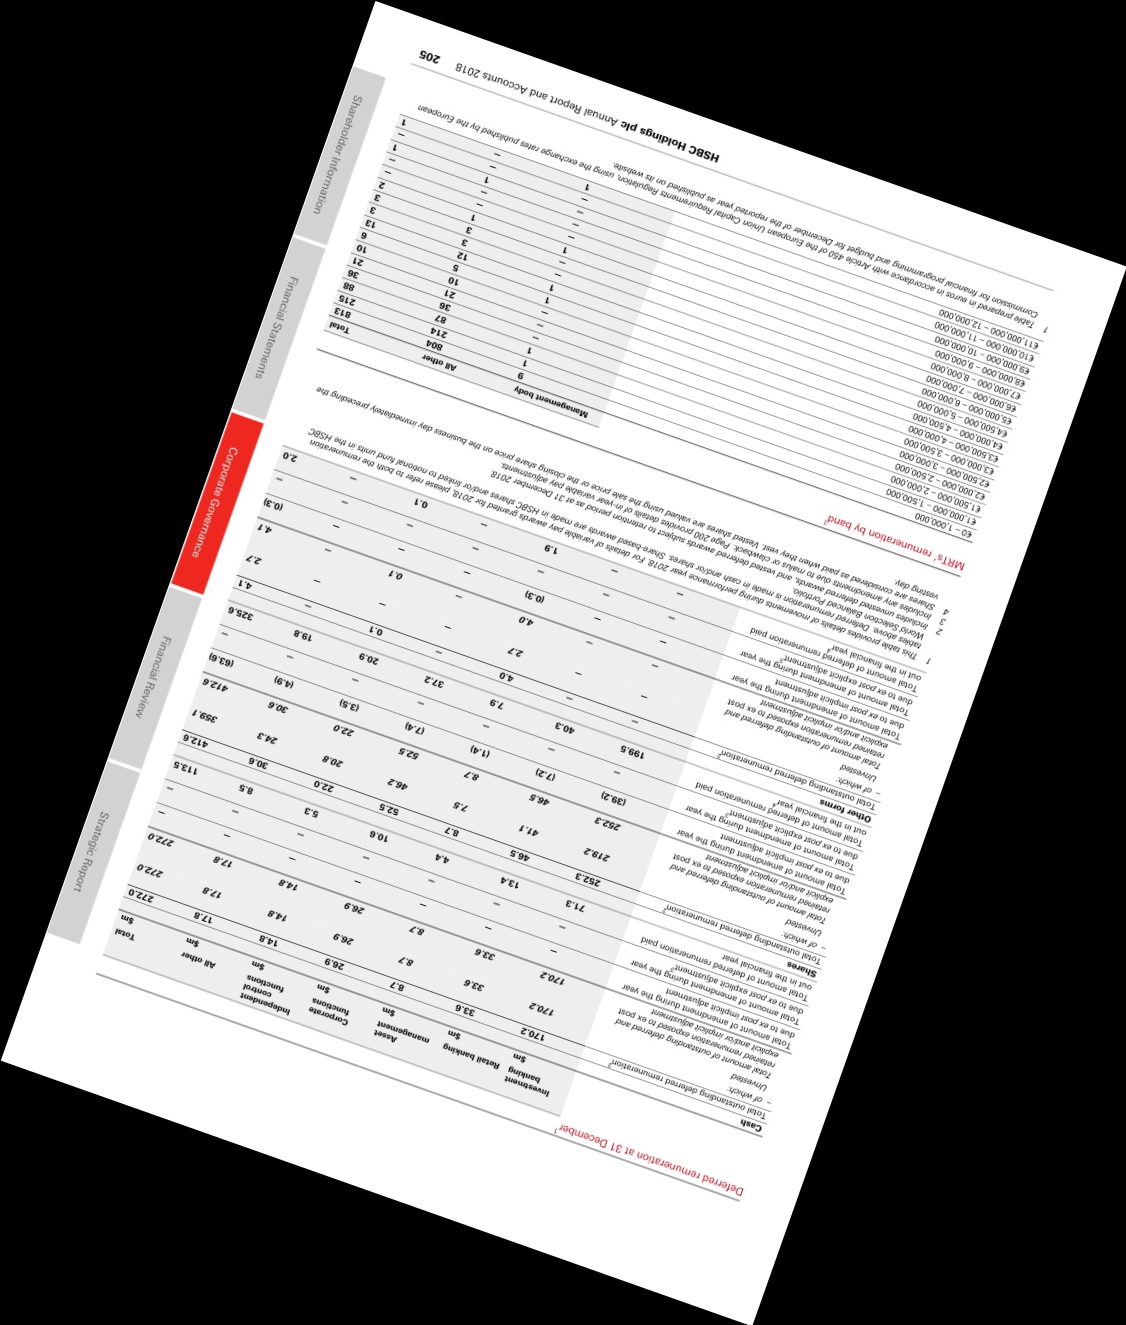 Deferred remuneration at 31 December¹
Investment banking Retail banking Asset management Corporate functions Independent control functions All other Total
$m $m $m $m $m $m $m
Cash
Total outstanding deferred remuneration² 170.2 33.6 8.7 26.9 14.8 17.8 272.0
– of which:
Unvested 170.2 33.6 8.7 26.9 14.8 17.8 272.0
Total amount of outstanding deferred and
retained remuneration exposed to ex post
explicit and/or implicit adjustment 170.2 33.6 8.7 26.9 14.8 17.8 272.0
Total amount of amendment during the year
due to ex post implicit adjustment – – – – – – –
Total amount of amendment during the year
due to ex post explicit adjustment³ – – – – – – –
Total amount of deferred remuneration paid
out in the financial year 71.3 13.4 4.4 10.6 5.3 8.5 113.5
Shares
Total outstanding deferred remuneration² 252.3 46.5 8.7 52.5 22.0 30.6 412.6
– of which:
Unvested 219.2 41.1 7.5 46.2 20.8 24.3 359.1
Total amount of outstanding deferred and
retained remuneration exposed to ex post
explicit and/or implicit adjustment 252.3 46.5 8.7 52.5 22.0 30.6 412.6
Total amount of amendment during the year
due to ex post implicit adjustment (39.2) (7.2) (1.4) (7.4) (3.5) (4.9) (63.6)
Total amount of amendment during the year
due to ex post explicit adjustment³ – – – – – – –
Total amount of deferred remuneration paid
out in the financial year⁴ 199.5 40.3 7.9 37.2 20.9 19.8 325.6
Other forms
Total outstanding deferred remuneration² – – 4.0 – 0.1 – 4.1
– of which:
Unvested – – 2.7 – – – 2.7
Total amount of outstanding deferred and
retained remuneration exposed to ex post
explicit and/or implicit adjustment – – 4.0 – 0.1 – 4.1
Total amount of amendment during the year
due to ex post implicit adjustment – – (0.3) – – – (0.3)
Total amount of amendment during the year
due to ex post explicit adjustment³ – – – – – – –
Total amount of deferred remuneration paid
out in the financial year⁴ – – 1.9 – 0.1 – 2.0
1 This table provides details of movements during performance year 2018. For details of variable pay awards granted for 2018, please refer to both the remuneration
tables above. Deferred remuneration is made in cash and/or shares. Share-based awards are made in HSBC shares and/or linked to notional fund units in the HSBC
World Selection Balanced Portfolio.
2 Includes unvested deferred awards, and vested deferred awards subject to retention period as at 31 December 2018.
3 Includes any amendments due to malus or clawback. Page 200 provides details of in-year variable pay adjustments.
4 Shares are considered as paid when they vest. Vested shares are valued using the sale price or the closing share price on the business day immediately preceding the
vesting day.
MRTs' remuneration by band¹
Management body All other Total
€0 – 1,000,000 9 804 813
€1,000,000 – 1,500,000 1 214 215
€1,500,000 – 2,000,000 1 87 88
€2,000,000 – 2,500,000 – 36 36
€2,500,000 – 3,000,000 – 21 21
€3,000,000 – 3,500,000 – 10 10
€3,500,000 – 4,000,000 1 5 6
€4,000,000 – 4,500,000 1 12 13
€4,500,000 – 5,000,000 – 3 3
€5,000,000 – 6,000,000 – 3 3
€6,000,000 – 7,000,000 1 1 2
€7,000,000 – 8,000,000 – – –
€8,000,000 – 9,000,000 – – –
€9,000,000 – 10,000,000 – 1 1
€10,000,000 – 11,000,000 – – –
€11,000,000 – 12,000,000 1 – 1
1 Table prepared in euros in accordance with Article 450 of the European Union Capital Requirements Regulation, using the exchange rates published by the European
Commission for financial programming and budget for December of the reported year as published on its website.
HSBC Holdings plc Annual Report and Accounts 2018 205
Strategic Report
Financial Review
Corporate Governance
Financial Statements
Shareholder Information